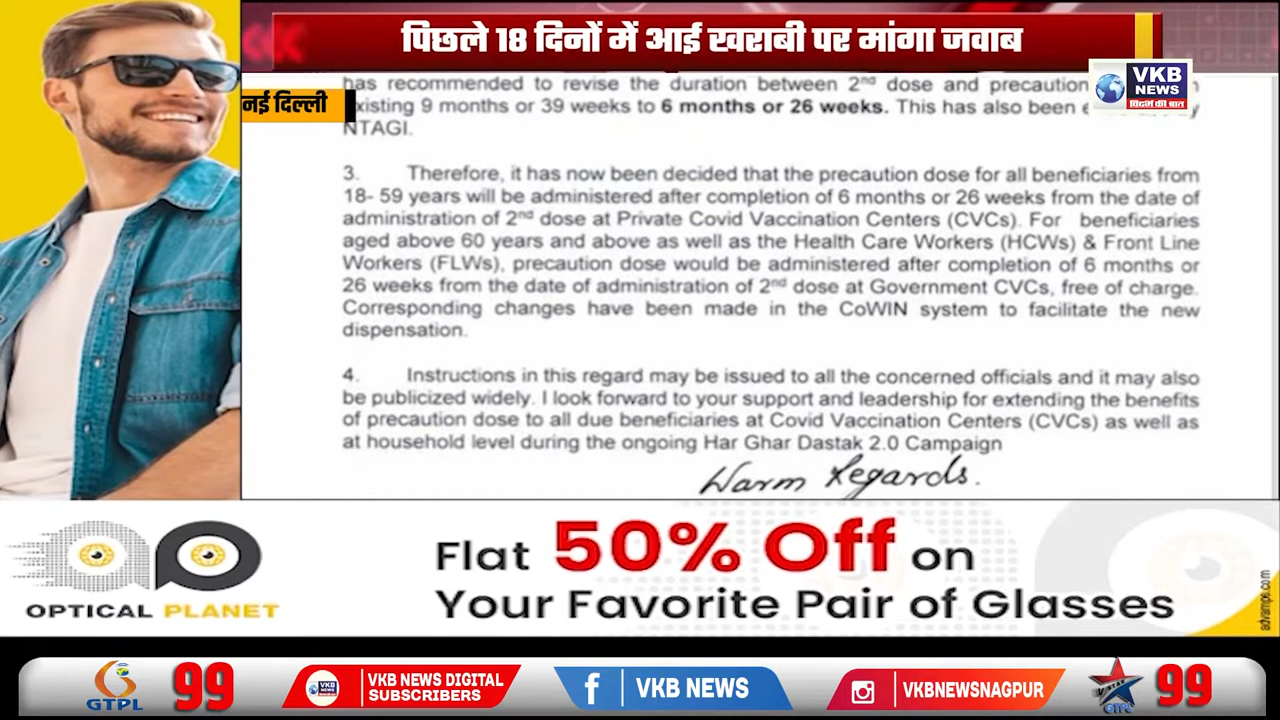 पिछले 18 दिनों में आई खराबी पर मांगा जवाब
VKB
NEWS
विदर्भ की बात
नई दिल्ली
has recommended to revise the duration between 2nd dose and precaution
existing 9 months or 39 weeks to 6 months or 26 weeks. This has also been
NTAGI.
3. Therefore, it has now been decided that the precaution dose for all beneficiaries from
18- 59 years will be administered after completion of 6 months or 26 weeks from the date of
administration of 2nd dose at Private Covid Vaccination Centers (CVCs). For beneficiaries
aged above 60 years and above as well as the Health Care Workers (HCWs) & Front Line
Workers (FLWs), precaution dose would be administered after completion of 6 months or
26 weeks from the date of administration of 2nd dose at Government CVCs, free of charge.
Corresponding changes have been made in the CoWIN system to facilitate the new
dispensation.
4. Instructions in this regard may be issued to all the concerned officials and it may also
be publicized widely. I look forward to your support and leadership for extending the benefits
of precaution dose to all due beneficiaries at Covid Vaccination Centers (CVCs) as well as
at household level during the ongoing Har Ghar Dastak 2.0 Campaign
Warm Regards.
Flat 50% Off on
Your Favorite Pair of Glasses
OPTICAL PLANET
advamps.com
GTPL 99
VKB NEWS
VKB NEWS DIGITAL
SUBSCRIBERS
VKB NEWS
VKBNEWSNAGPUR
V STAR
GTPL
99